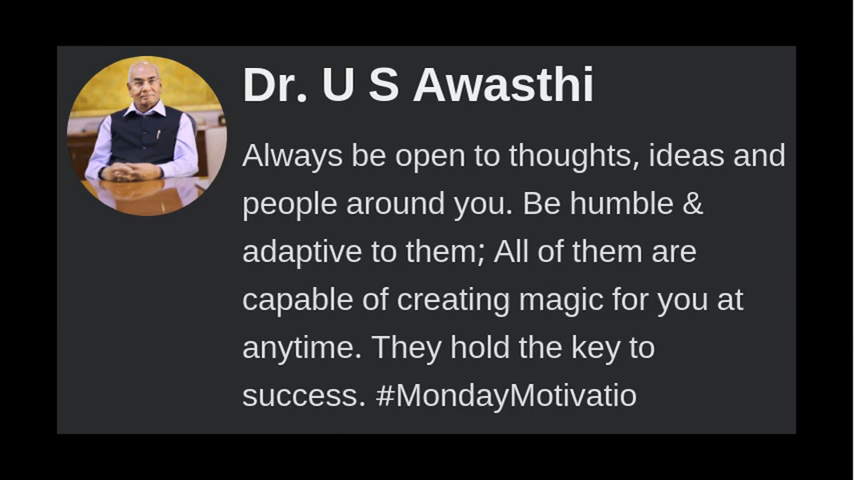 Dr. U S Awasthi
Always be open to thoughts, ideas and
people around you. Be humble &
adaptive to them; All of them are
capable of creating magic for you at
anytime. They hold the key to
success. #MondayMotivatio